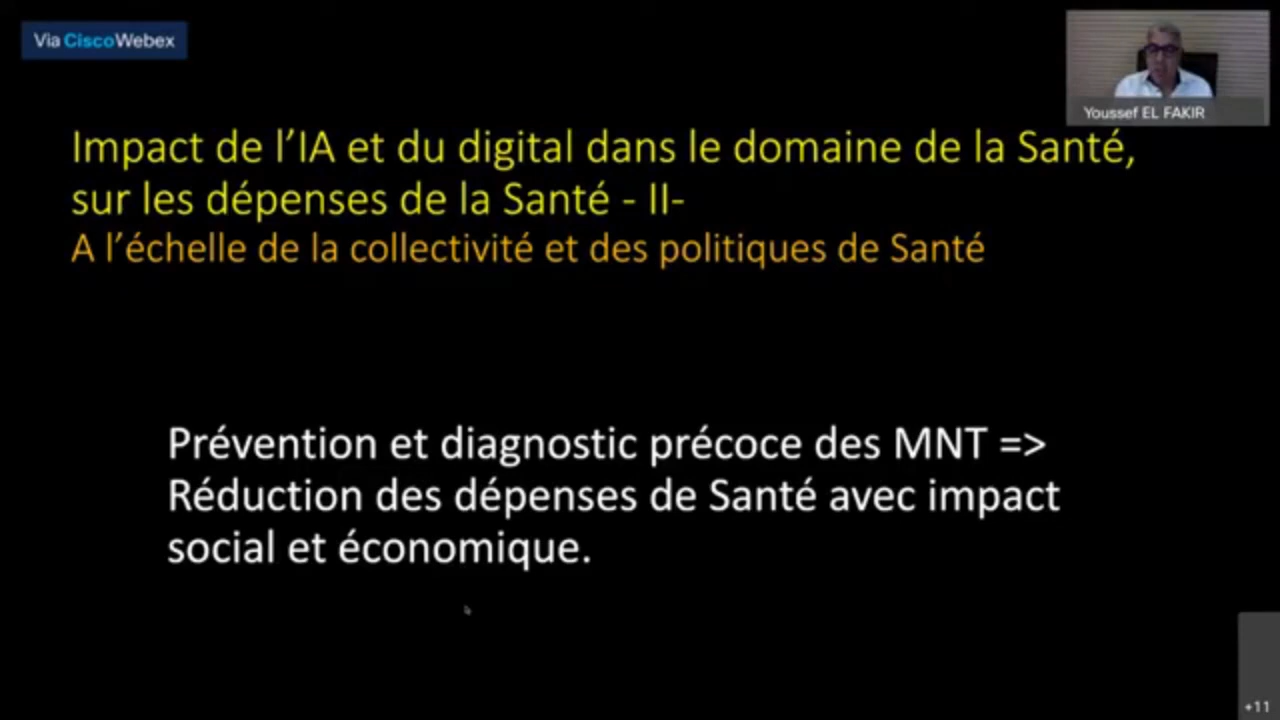 Via CiscoWebex
Youssef EL FAKIR
Impact de l’IA et du digital dans le domaine de la Santé,
sur les dépenses de la Santé - II-
A l’échelle de la collectivité et des politiques de Santé
Prévention et diagnostic précoce des MNT =>
Réduction des dépenses de Santé avec impact
social et économique.
+11